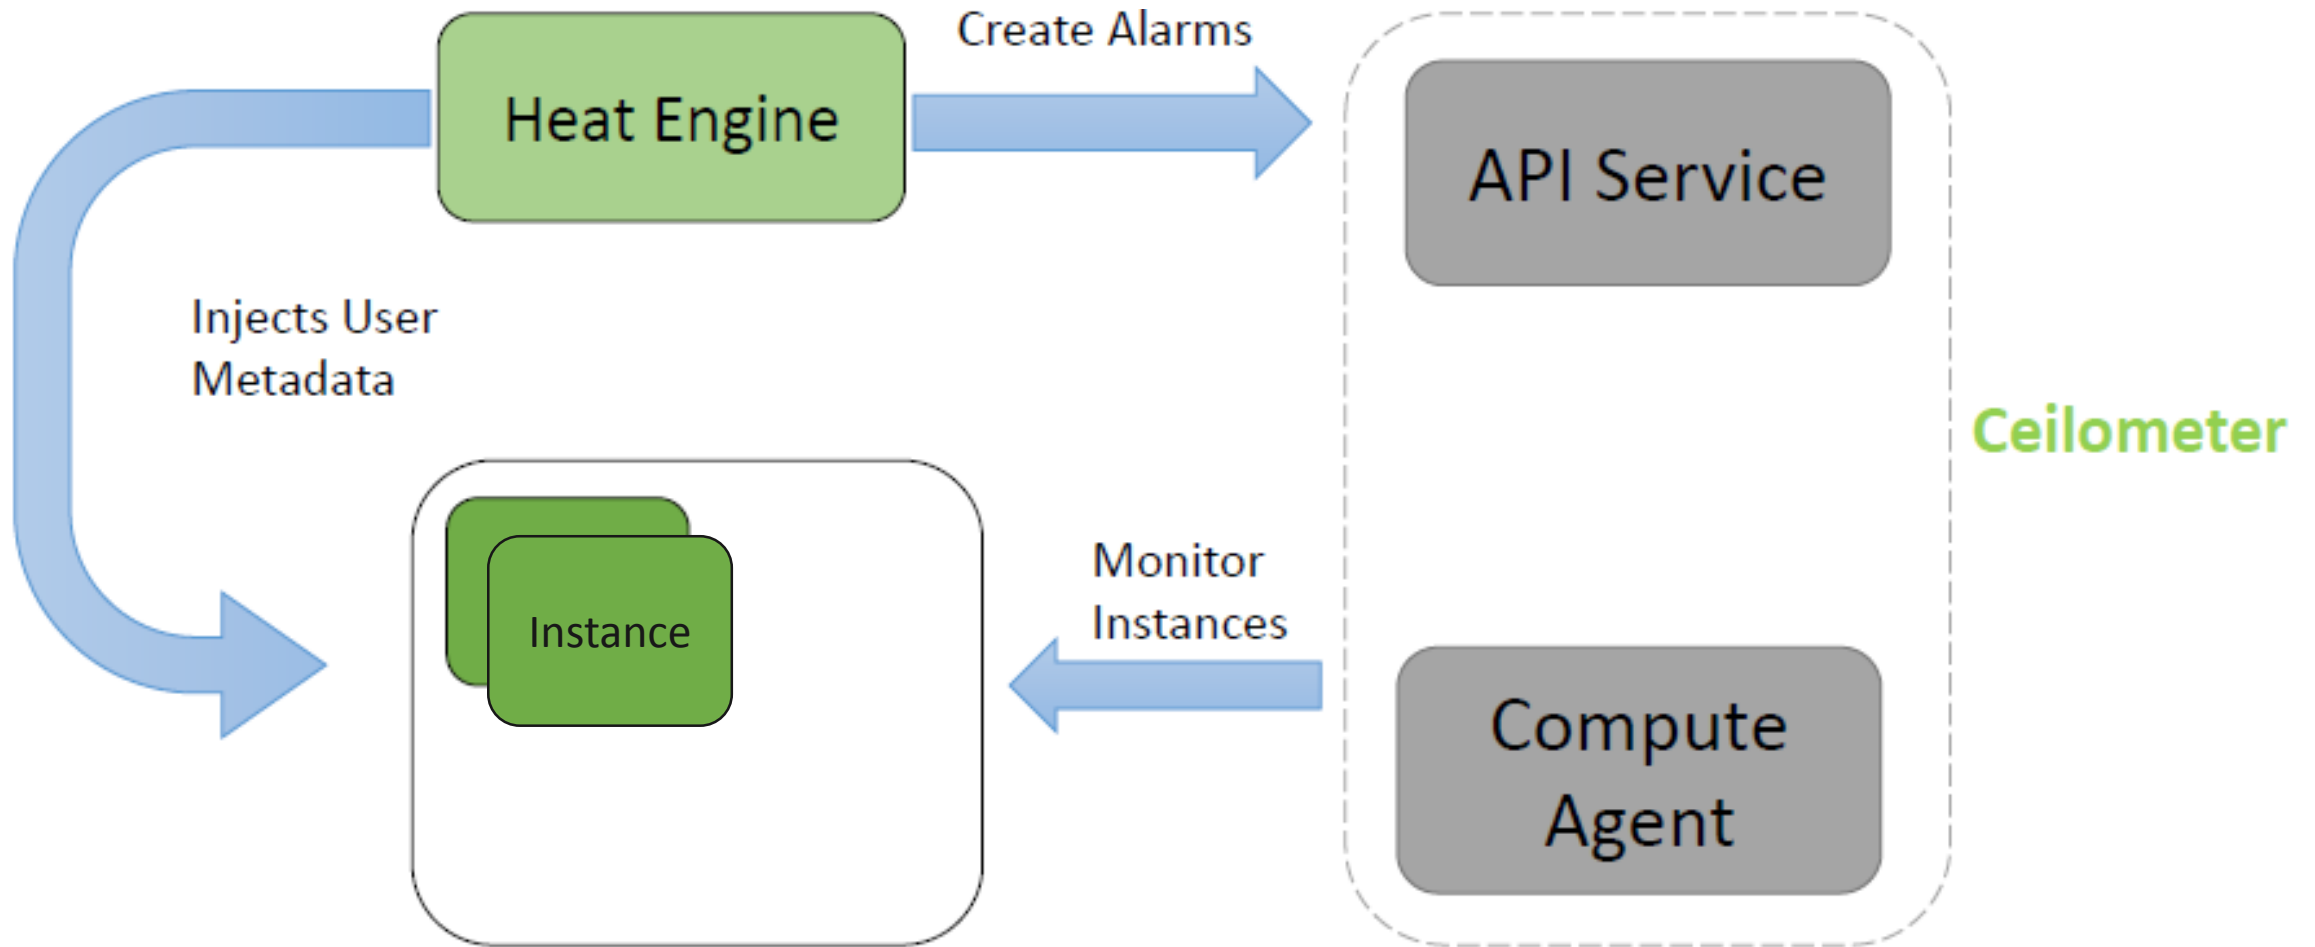 Create Alarms
Heat Engine
API Service
Injects User
Metadata
Ceilometer
Instance
Monitor
Instances
Compute
Agent